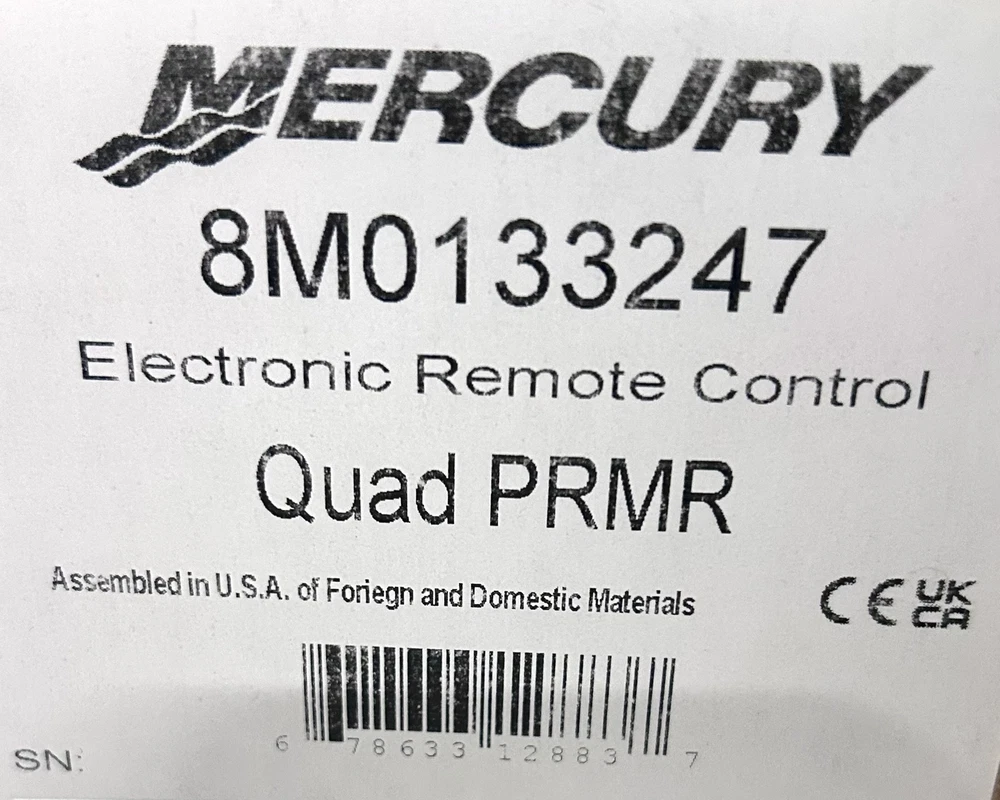 MERCURY
8M0133247
Electronic Remote Control
Quad PRMR
Assembled in U.S.A. of Foriegn and Domestic Materials
CE UK CA
6 78633 12883 7
SN: